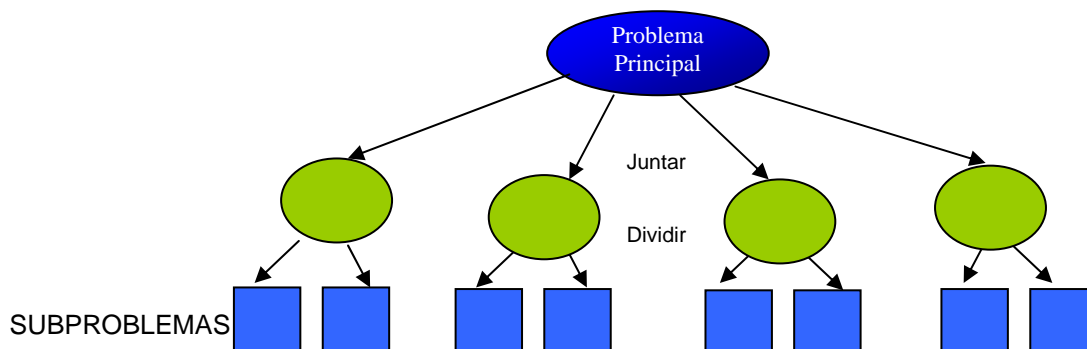 Problema
Principal
Juntar
Dividir
SUBPROBLEMAS